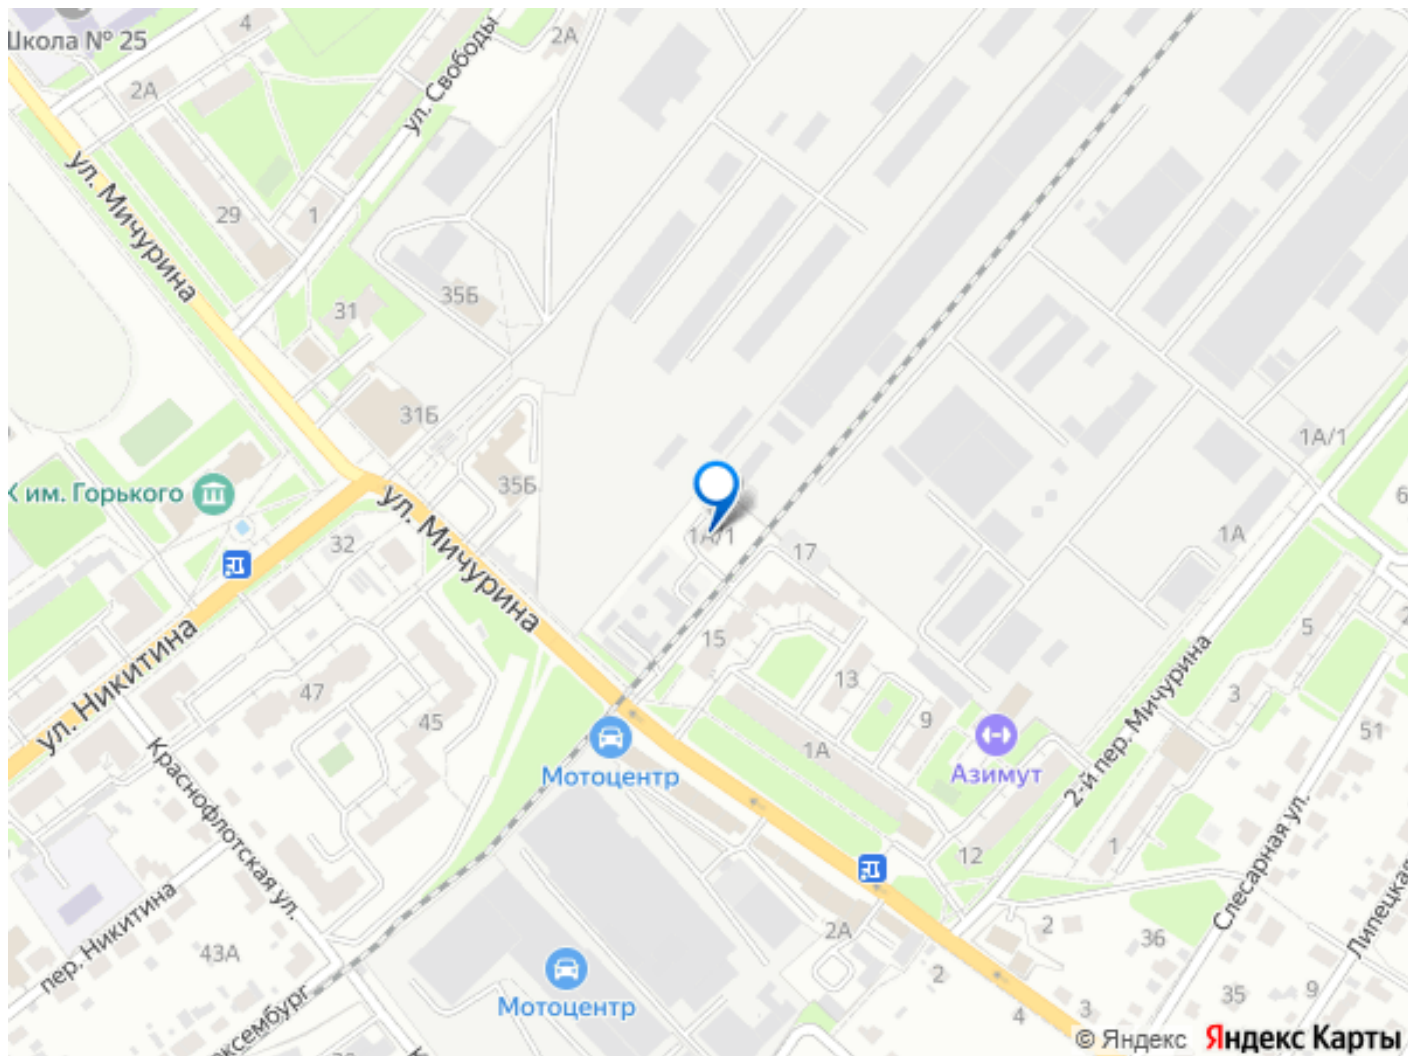 Школа № 25
4
2А
2А
ул. Свободы
ул. Мичурина
29
1
31
35Б
31Б
35Б
1А/1
1А/1
К им. Горького
ул. Мичурина
32
17
1А
6
ул. Никитина
15
13
9
5
3
2-й пер. Мичурина
47
45
1А
51
Мотоцентр
Азимут
Краснофлотская ул.
12
1
Слесарная ул.
Липецкая
пер. Никитина
43А
2А
2
2
36
Мотоцентр
35
9
3
4
ксембург
© Яндекс
Яндекс Карты